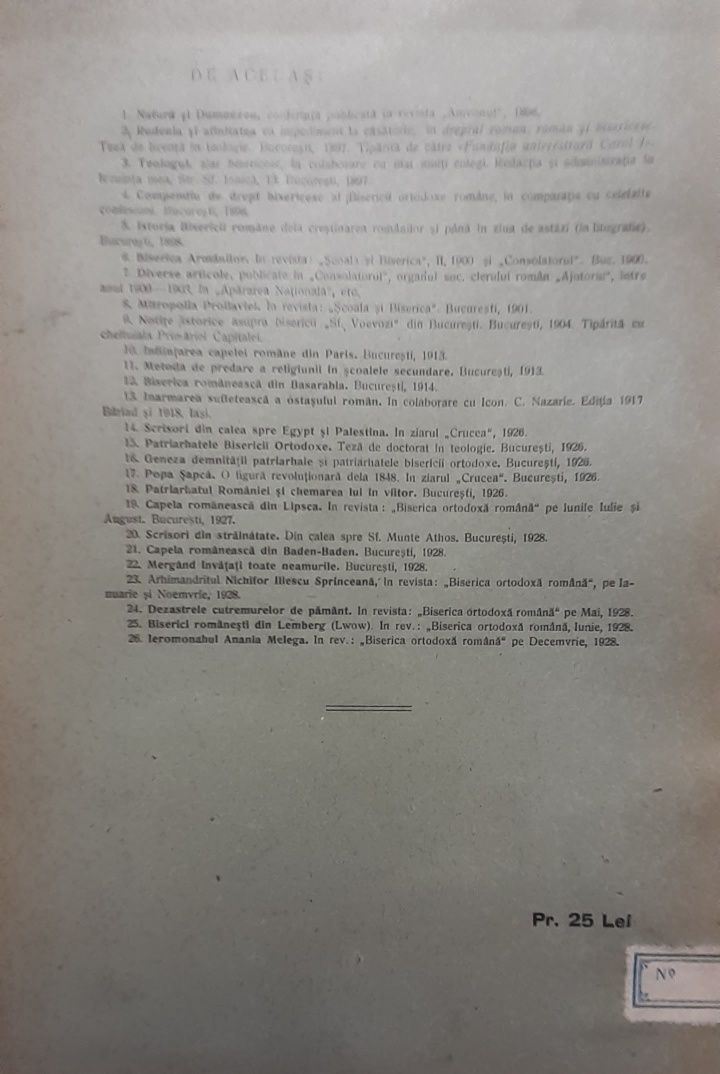 DE ACELAȘ:
1. Natură și Dumnezeu, conferință publicată în revista „Amvonul“, 1896.
2. Rudenia și afinitatea ca impediment la căsătorie, în dreptul roman, român și bisericesc.
Teză de licență în teologie. București, 1897. Tipărită de către «Fundația universitară Carol I».
3. Teologul, ziar bisericesc, în colaborare cu mai mulți colegi. Redacția și administrația în
locuința mea, Str. Sf. Ionică, 13. București, 1897.
4. Compendiu de drept bisericesc al Bisericii ortodoxe române, în comparație cu celelalte
confesiuni. București, 1898.
5. Istoria Bisericii române dela creștinarea românilor și până în ziua de astăzi (in litografie).
București, 1898.
6. Biserica Aromânilor. In revista: „Școala și Biserica“, II, 1900 și „Consolatorul“. Buc. 1900.
7. Diverse articole, publicate în „Consolatorul“, organul soc. clerului român „Ajutorul“, între
anul 1900—1903, în „Apărarea Națională“, etc.
8. Mitropolia Proilaviei. In revista: „Școala și Biserica“. București, 1901.
9. Notițe istorice asupra bisericii „Sf. Voevozi“ din București. București, 1904. Tipărită cu
cheltuiala Primăriei Capitalei.
10. Inființarea capelei române din Paris. București, 1913.
11. Metoda de predare a religiunii în școalele secundare. București, 1913.
12. Biserica românească din Basarabia. București, 1914.
13. Inarmarea sufletească a ostașului român. In colaborare cu Icon. C. Nazarie. Ediția 1917
Bârlad și 1918, Iași.
14. Scrisori din calea spre Egypt și Palestina. In ziarul „Crucea“, 1926.
15. Patriarhatele Bisericii Ortodoxe. Teză de doctorat în teologie. București, 1926.
16. Geneza demnității patriarhale și patriarhatele bisericii ortodoxe. București, 1926.
17. Popa Șapcă. O figură revoluționară dela 1848. In ziarul „Crucea“. București, 1926.
18. Patriarhatul României și chemarea lui în viitor. București, 1926.
19. Capela românească din Lipsca. In revista : „Biserica ortodoxă română“ pe lunile Iulie și
August. București, 1927.
20. Scrisori din străinătate. Din calea spre Sf. Munte Athos. București, 1928.
21. Capela românească din Baden-Baden. București, 1928.
22. Mergând învățați toate neamurile. București, 1928.
23. Arhimandritul Nichifor Iliescu Sprinceană, In revista: „Biserica ortodoxă română“, pe Ia-
nuarie și Noemvrie, 1928.
24. Dezastrele cutremurelor de pământ. In revista: „Biserica ortodoxă română“ pe Mai, 1928.
25. Biserici românești din Lemberg (Lwow). In rev.: „Biserica ortodoxă română, Iunie, 1928.
26. Ieromonahul Anania Melega. In rev.: „Biserica ortodoxă română“ pe Decemvrie, 1928.
Pr. 25 Lei
Nº